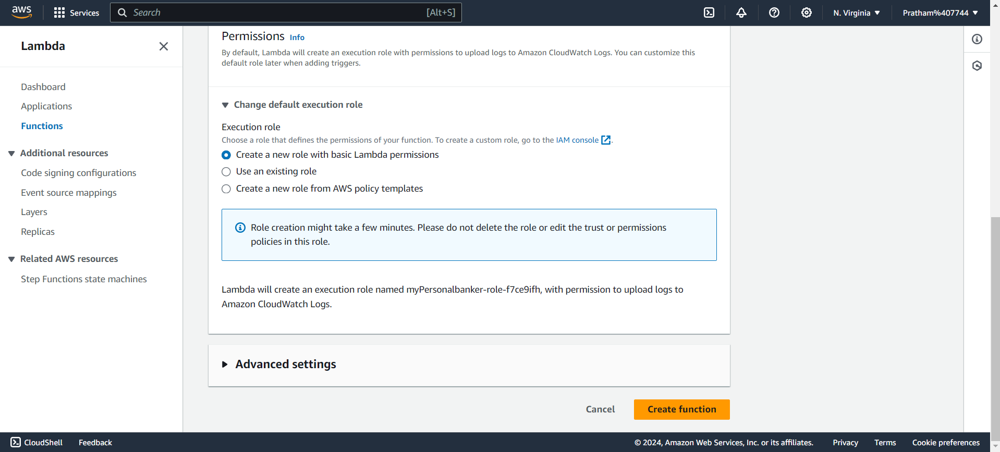 aws
Services
Search
[Alt+S]
N. Virginia
Pratham%407744
Lambda
Dashboard
Applications
Functions
Additional resources
Code signing configurations
Event source mappings
Layers
Replicas
Related AWS resources
Step Functions state machines
Permissions Info
By default, Lambda will create an execution role with permissions to upload logs to Amazon CloudWatch Logs. You can customize this
default role later when adding triggers.
Change default execution role
Execution role
Choose a role that defines the permissions of your function. To create a custom role, go to the IAM console.
Create a new role with basic Lambda permissions
Use an existing role
Create a new role from AWS policy templates
Role creation might take a few minutes. Please do not delete the role or edit the trust or permissions
policies in this role.
Lambda will create an execution role named myPersonalbanker-role-f7ce9ifh, with permission to upload logs to
Amazon CloudWatch Logs.
Advanced settings
Cancel
Create function
CloudShell
Feedback
© 2024, Amazon Web Services, Inc. or its affiliates.
Privacy
Terms
Cookie preferences